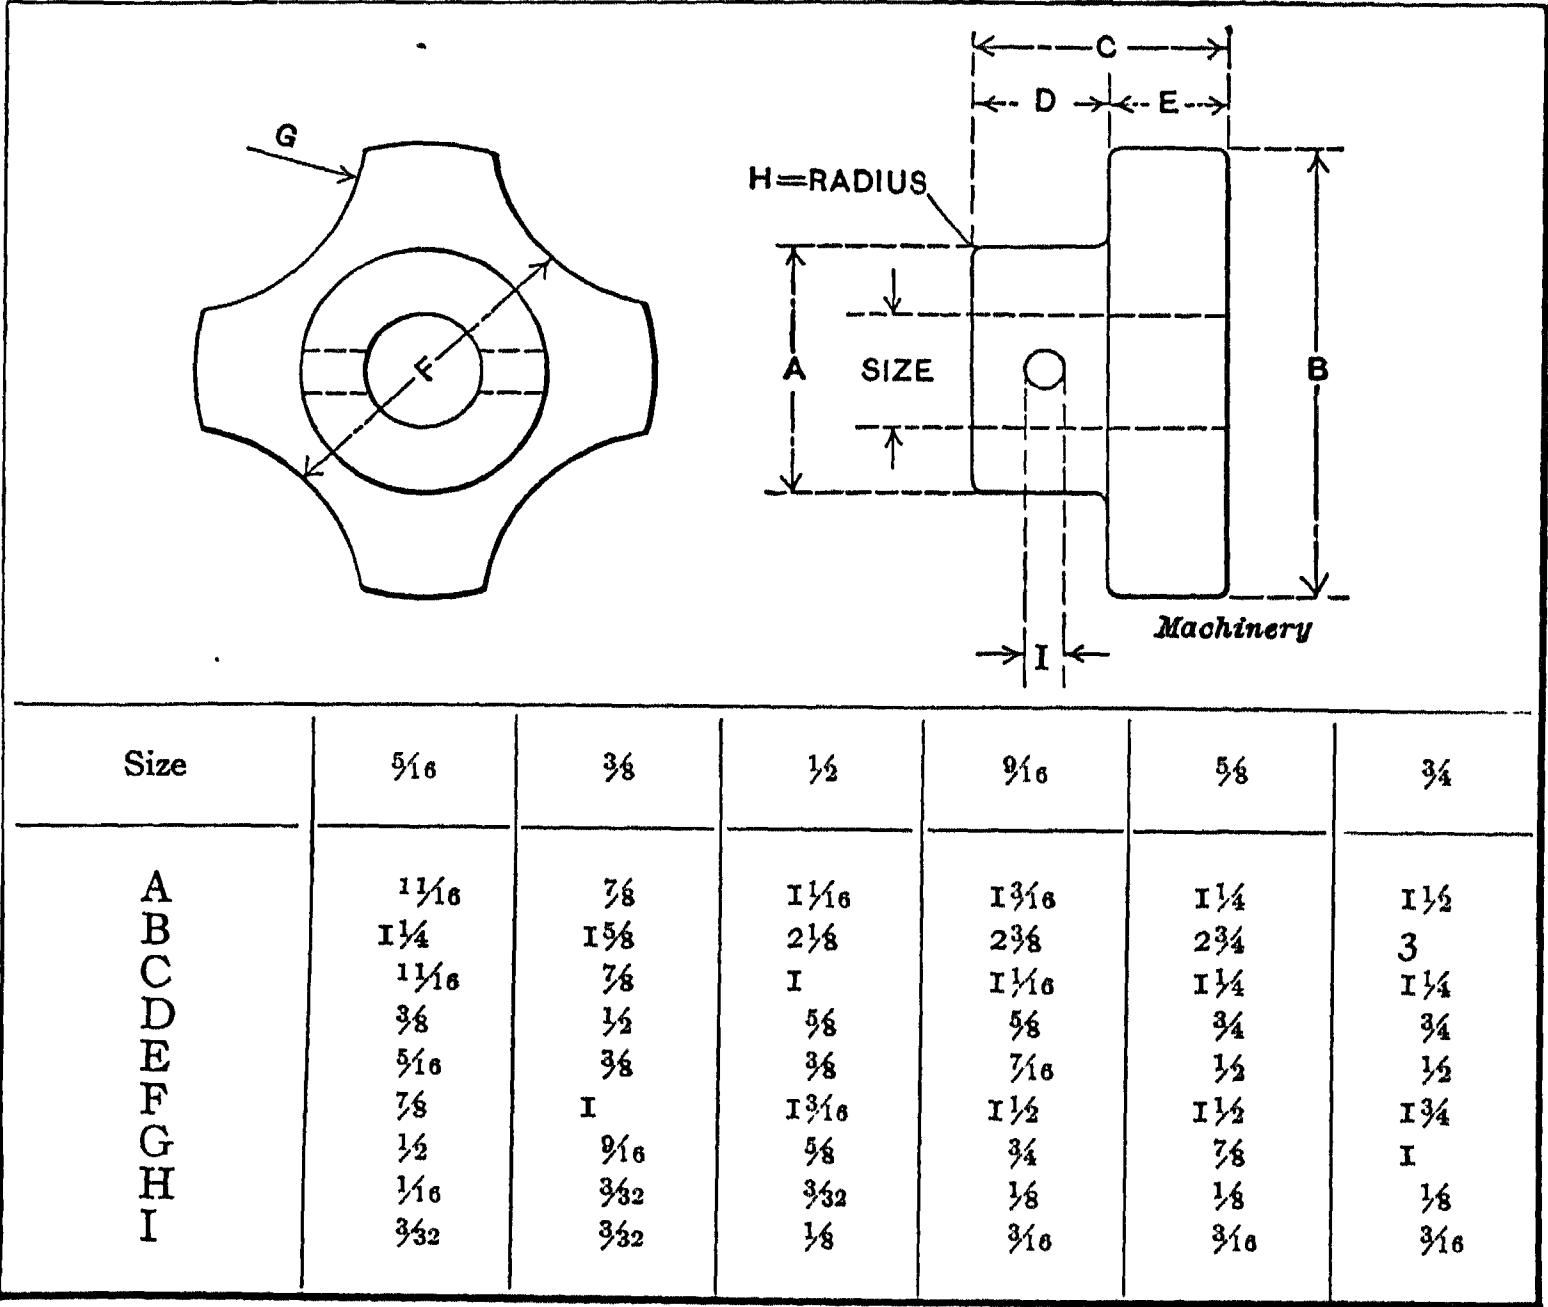 C
D E
G
H=RADIUS
F
A SIZE B
Machinery
I
Size 5/16 3/8 1/2 9/16 5/8 3/4
A 11/16 7/8 1 1/16 1 3/16 1 1/4 1 1/2
B 1 1/4 1 5/8 2 1/8 2 3/8 2 3/4 3
C 11/16 7/8 1 1 1/16 1 1/4 1 1/4
D 3/8 1/2 5/8 5/8 3/4 3/4
E 5/16 3/8 3/8 7/16 1/2 1/2
F 7/8 1 1 3/16 1 1/2 1 1/2 1 3/4
G 1/2 9/16 5/8 3/4 7/8 1
H 1/16 3/32 3/32 1/8 1/8 1/8
I 3/32 3/32 1/8 3/16 3/16 3/16